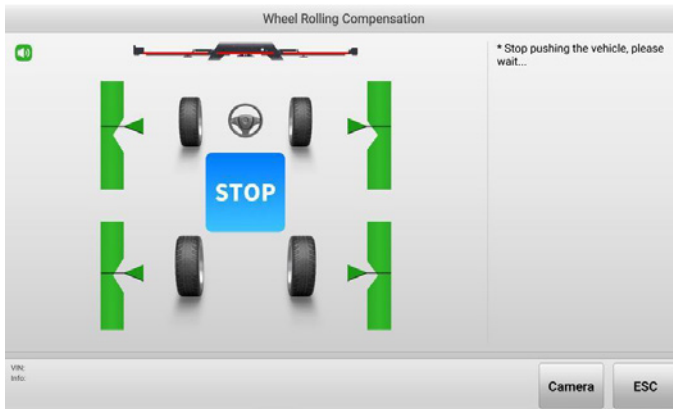 Wheel Rolling Compensation
* Stop pushing the vehicle, please
wait...
STOP
VIN:
Info:
Camera
ESC